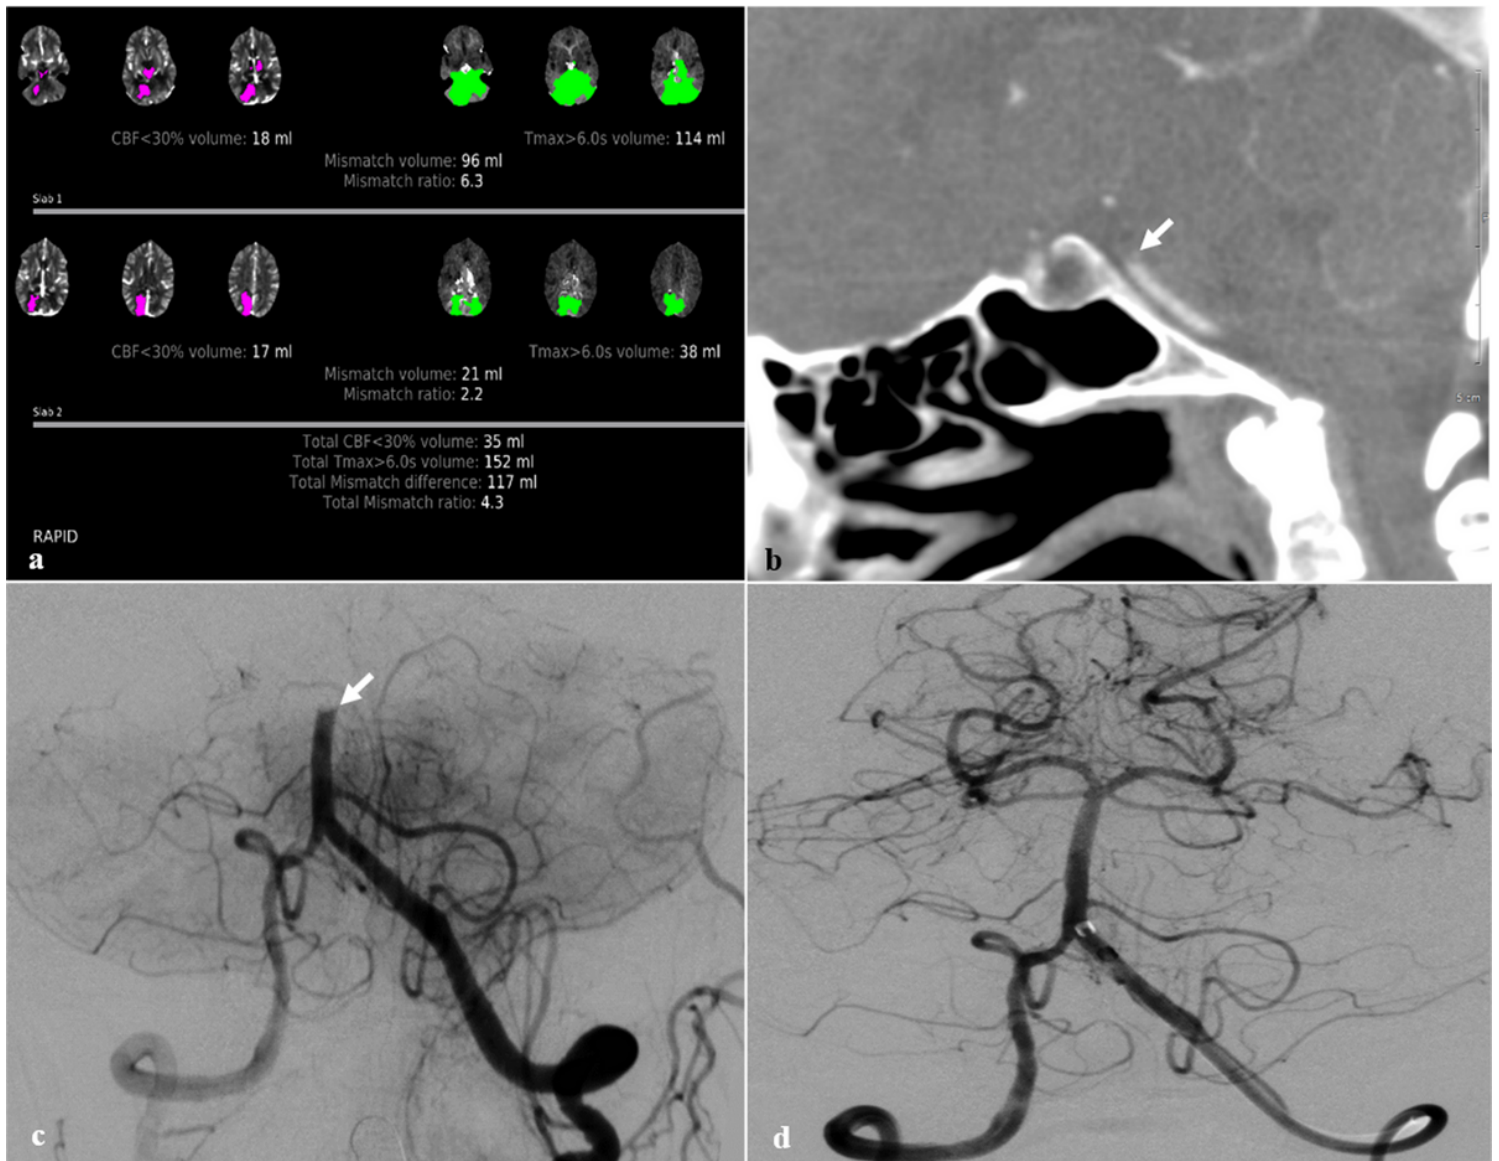 CBF<30% volume: 18 ml
Tmax>6.0s volume: 114 ml
Mismatch volume: 96 ml
Mismatch ratio: 6.3
Slab 1
CBF<30% volume: 17 ml
Tmax>6.0s volume: 38 ml
Mismatch volume: 21 ml
Mismatch ratio: 2.2
Slab 2
Total CBF<30% volume: 35 ml
Total Tmax>6.0s volume: 152 ml
Total Mismatch difference: 117 ml
Total Mismatch ratio: 4.3
RAPID
a
5 cm
b
c
d